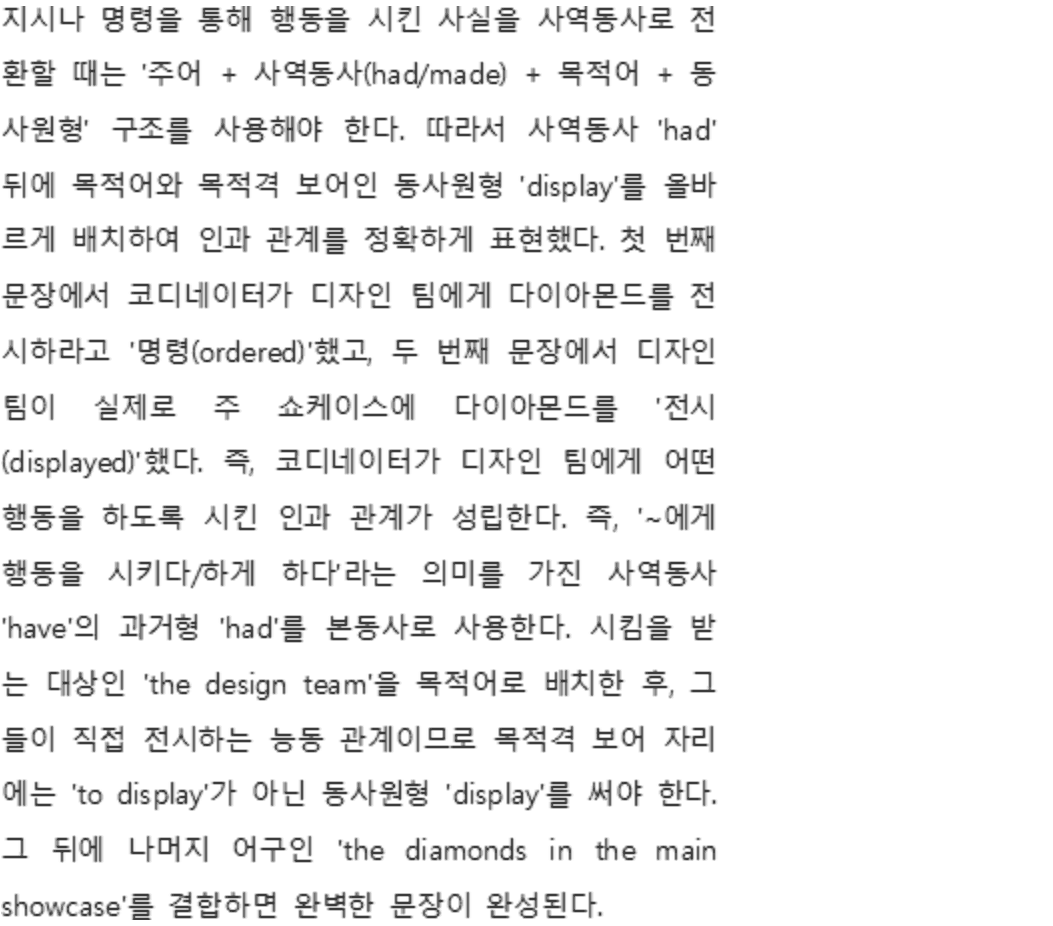 지시나 명령을 통해 행동을 시킨 사실을 사역동사로 전
환할 때는 '주어 + 사역동사(had/made) + 목적어 + 동
사원형' 구조를 사용해야 한다. 따라서 사역동사 'had'
뒤에 목적어와 목적격 보어인 동사원형 'display'를 올바
르게 배치하여 인과 관계를 정확하게 표현했다. 첫 번째
문장에서 코디네이터가 디자인 팀에게 다이아몬드를 전
시하라고 '명령(ordered)'했고, 두 번째 문장에서 디자인
팀이 실제로 주 쇼케이스에 다이아몬드를 '전시
(displayed)'했다. 즉, 코디네이터가 디자인 팀에게 어떤
행동을 하도록 시킨 인과 관계가 성립한다. 즉, '~에게
행동을 시키다/하게 하다'라는 의미를 가진 사역동사
'have'의 과거형 'had'를 본동사로 사용한다. 시킴을 받
는 대상인 'the design team'을 목적어로 배치한 후, 그
들이 직접 전시하는 능동 관계이므로 목적격 보어 자리
에는 'to display'가 아닌 동사원형 'display'를 써야 한다.
그 뒤에 나머지 어구인 'the diamonds in the main
showcase'를 결합하면 완벽한 문장이 완성된다.